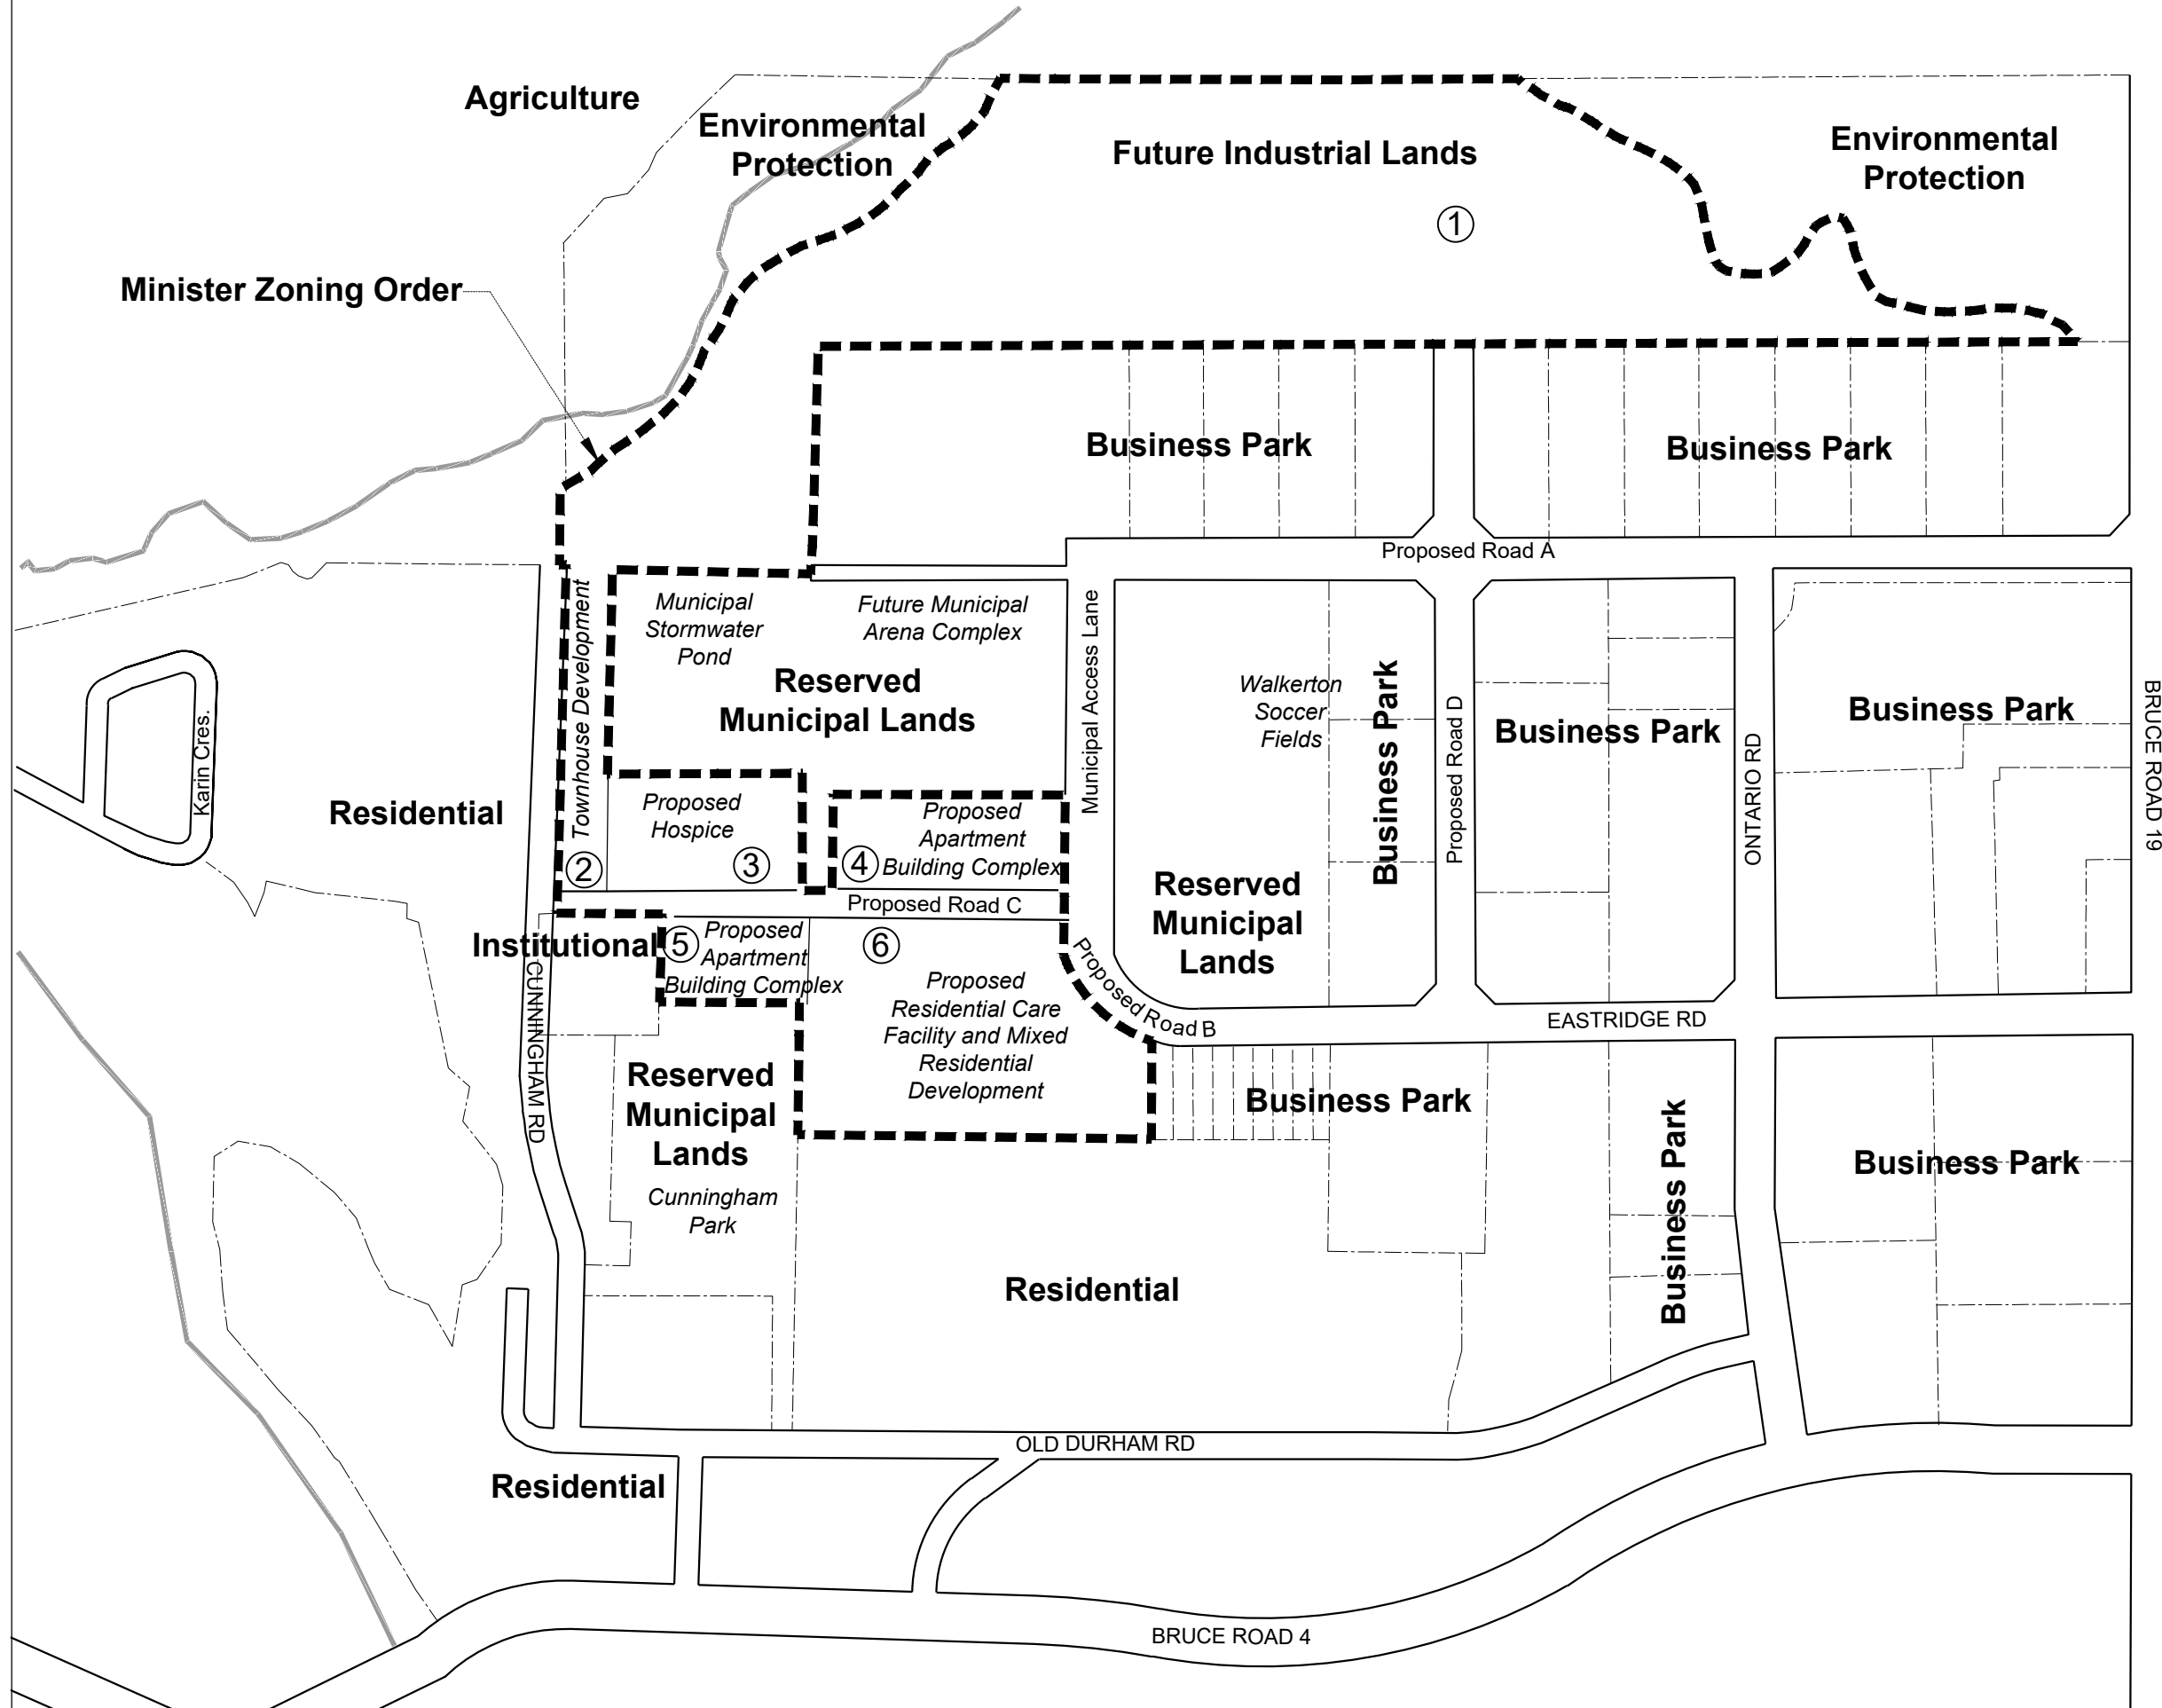 Agriculture
Environmental
Protection
Future Industrial Lands
Environmental
Protection
1
Minister Zoning Order
Business Park
Business Park
Proposed Road A
Townhouse Development
Municipal
Stormwater
Pond
Future Municipal
Arena Complex
Reserved
Municipal Lands
Municipal Access Lane
Walkerton
Soccer
Fields
Business Park
Proposed Road D
Business Park
ONTARIO RD
Business Park
BRUCE ROAD 19
Karin Cres.
Residential
Proposed
Hospice
2
3
4
Proposed
Apartment
Building Complex
Reserved
Municipal
Lands
Proposed Road C
Institutional
5
Proposed
Apartment
Building Complex
6
Proposed
Residential Care
Facility and Mixed
Residential
Development
Proposed Road B
EASTRIDGE RD
CUNNINGHAM RD
Reserved
Municipal
Lands
Cunningham
Park
Business Park
Business Park
Business Park
Residential
OLD DURHAM RD
Residential
BRUCE ROAD 4